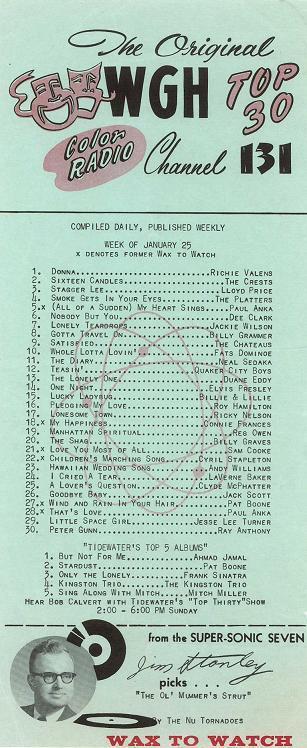 The Original
WGH TOP 30
Color RADIO Channel 131
COMPILED DAILY, PUBLISHED WEEKLY
WEEK OF JANUARY 25
X DENOTES FORMER WAX TO WATCH
1. DONNA..........RICHIE VALENS
2. SIXTEEN CANDLES..........THE CRESTS
3. STAGGER LEE..........LLOYD PRICE
4. SMOKE GETS IN YOUR EYES..........THE PLATTERS
5.X (ALL OF A SUDDEN) MY HEART SINGS.....PAUL ANKA
6. NOBODY BUT YOU..........DEE CLARK
7. LONELY TEARDROPS..........JACKIE WILSON
8. GOTTA TRAVEL ON..........BILLY GRAMMER
9. SATISIED..........THE CHATEAUS
10. WHOLE LOTTA LOVIN'..........FATS DOMINOE
11. THE DIARY..........NEAL SEDAKA
12. TEASIN'..........QUAKER CITY BOYS
13. THE LONELY ONE..........DUANE EDDY
14. ONE NIGHT..........ELVIS PRESLEY
15. LUCKY LADYBUG..........BILLIE & LILLIE
16. PLEDGING MY LOVE..........ROY HAMILTON
17. LONESOME TOWN..........RICKY NELSON
18.X MY HAPPINESS..........CONNIE FRANCES
19. MANHATTAN SPIRITUAL..........REG OWEN
20. THE SHAG..........BILLY GRAVES
21.X LOVE YOU MOST OF ALL..........SAM COOKE
22.X CHILDREN'S MARCHING SONG.....CYRIL STAPLETON
23. HAWAIIAN WEDDING SONG..........ANDY WILLIAMS
24. I CRIED A TEAR..........LAVERNE BAKER
25. A LOVER'S QUESTION..........CLYDE MCPHATTER
26. GOODBYE BABY..........JACK SCOTT
27.X WIND AND RAIN IN YOUR HAIR.....PAT BOONE
28.X THAT'S LOVE..........PAUL ANKA
29. LITTLE SPACE GIRL..........JESSE LEE TURNER
30. PETER GUNN..........RAY ANTHONY
"TIDEWATER'S TOP 5 ALBUMS"
1. BUT NOT FOR ME..........AHMAD JAMAL
2. STARDUST..........PAT BOONE
3. ONLY THE LONELY..........FRANK SINATRA
4. KINGSTON TRIO.......THE KINGSTON TRIO
5. SING ALONG WITH MITCH.....MITCH MILLER
HEAR BOB CALVERT WITH TIDEWATER'S "TOP THIRTY"SHOW
2:00 - 6:00 PM SUNDAY
from the SUPER-SONIC SEVEN
Jim Stanley
picks . . .
"THE OL' MUMMER'S STRUT"
BY THE NU TORNADOES
WAX TO WATCH